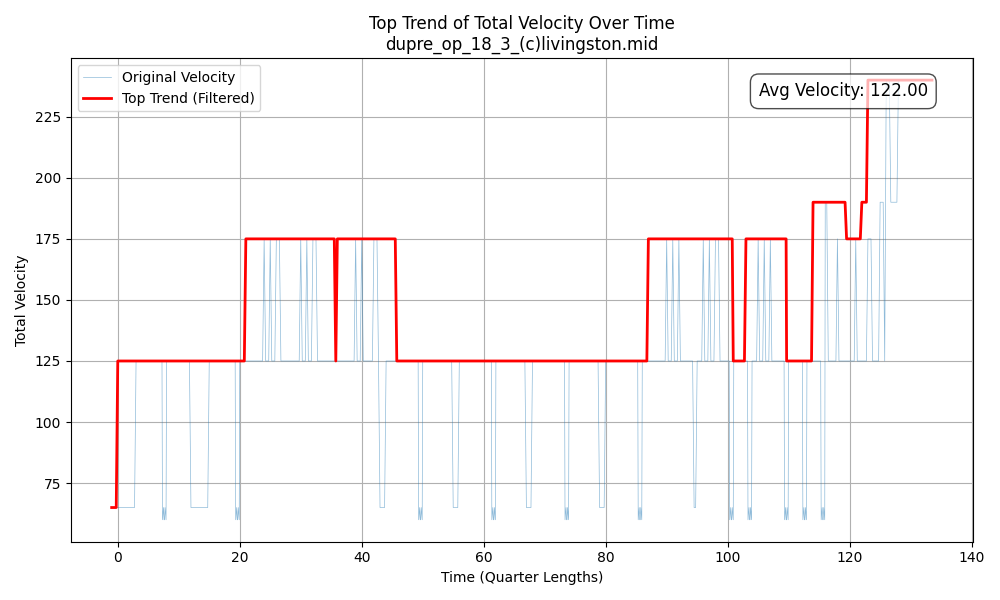 Top Trend of Total Velocity Over Time
dupre_op_18_3_(c)livingston.mid
Original Velocity
Top Trend (Filtered)
Avg Velocity: 122.00
Total Velocity
225
200
175
150
125
100
75
0 20 40 60 80 100 120 140
Time (Quarter Lengths)